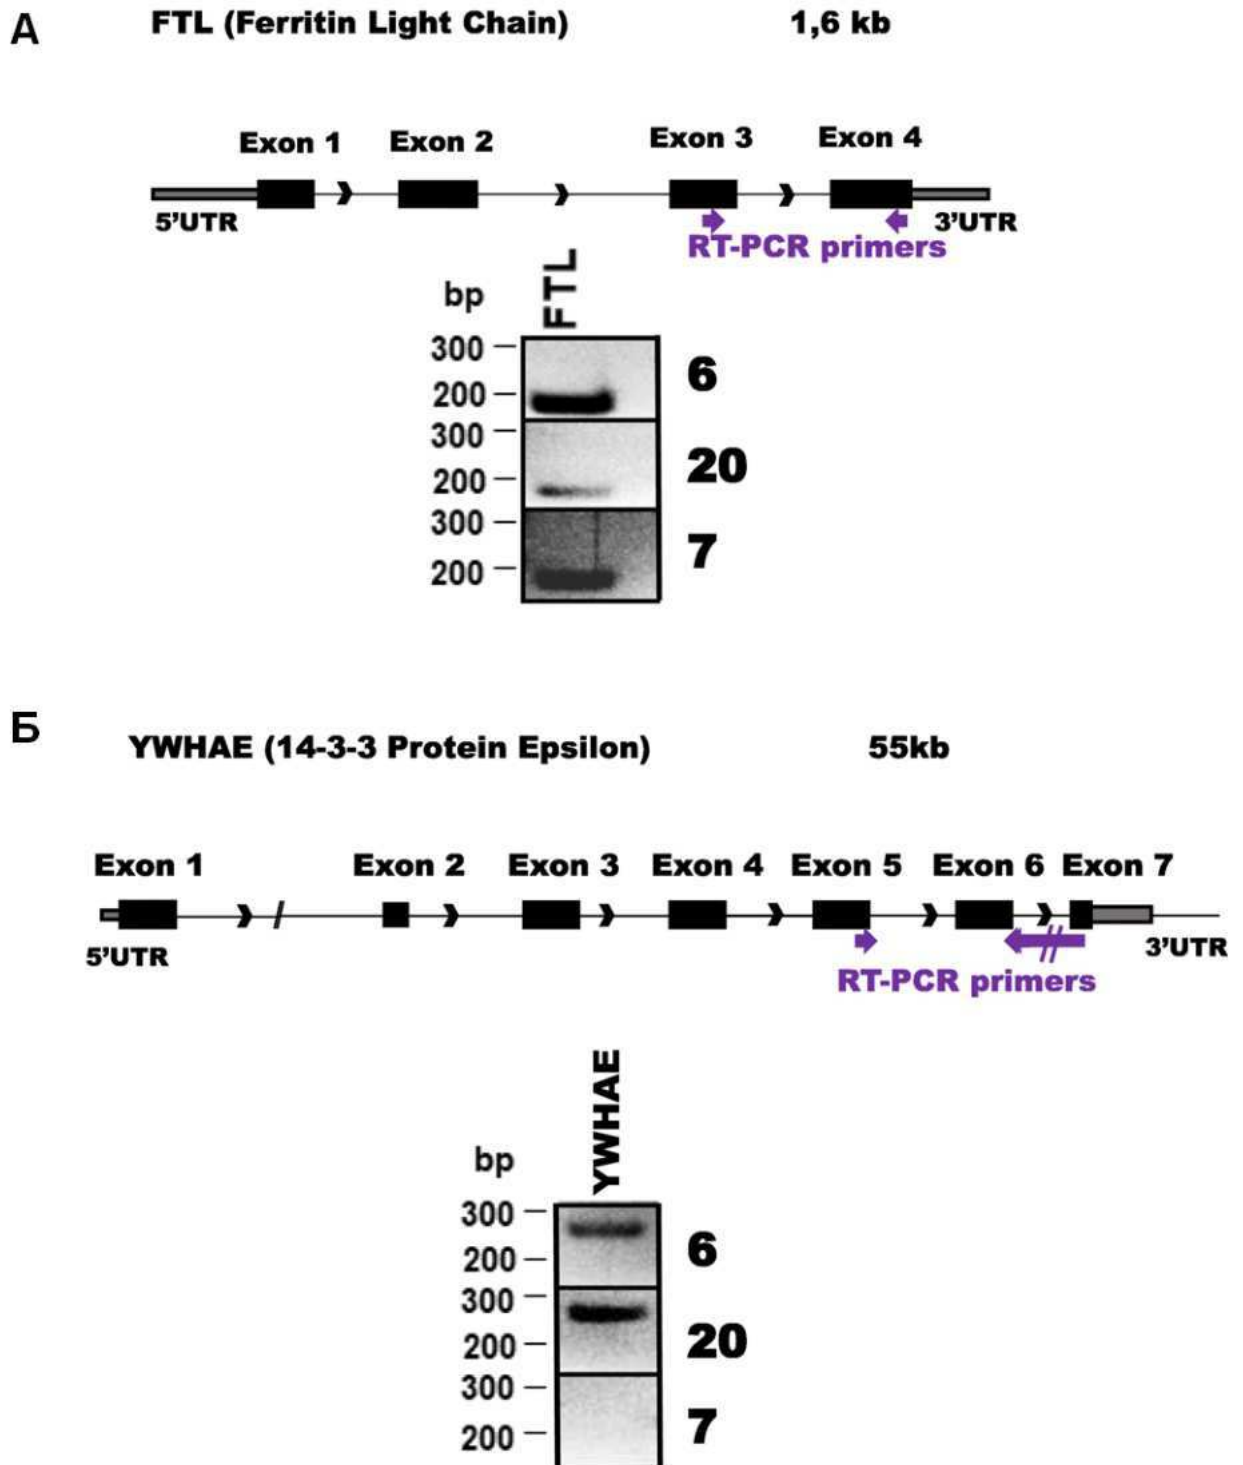 А
FTL (Ferritin Light Chain) 1,6 kb
Exon 1 Exon 2 Exon 3 Exon 4
5’UTR 3’UTR
RT-PCR primers
bp
FTL
300
200
6
300
200
20
300
200
7
Б
YWHAE (14-3-3 Protein Epsilon) 55kb
Exon 1 Exon 2 Exon 3 Exon 4 Exon 5 Exon 6 Exon 7
5’UTR 3’UTR
RT-PCR primers
bp
YWHAE
300
200
6
300
200
20
300
200
7